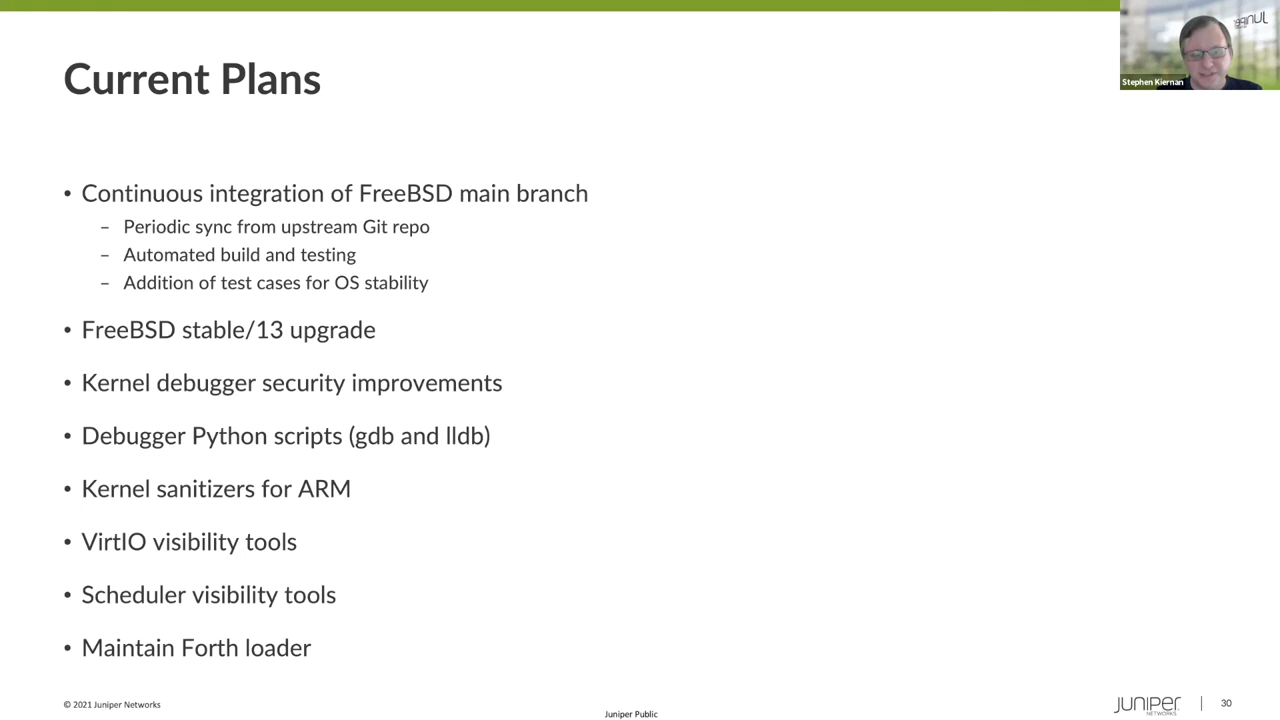 Current Plans
Stephen Kiernan
• Continuous integration of FreeBSD main branch
– Periodic sync from upstream Git repo
– Automated build and testing
– Addition of test cases for OS stability
• FreeBSD stable/13 upgrade
• Kernel debugger security improvements
• Debugger Python scripts (gdb and lldb)
• Kernel sanitizers for ARM
• VirtIO visibility tools
• Scheduler visibility tools
• Maintain Forth loader
© 2021 Juniper Networks
Juniper Public
JUNIPER
NETWORKS
30